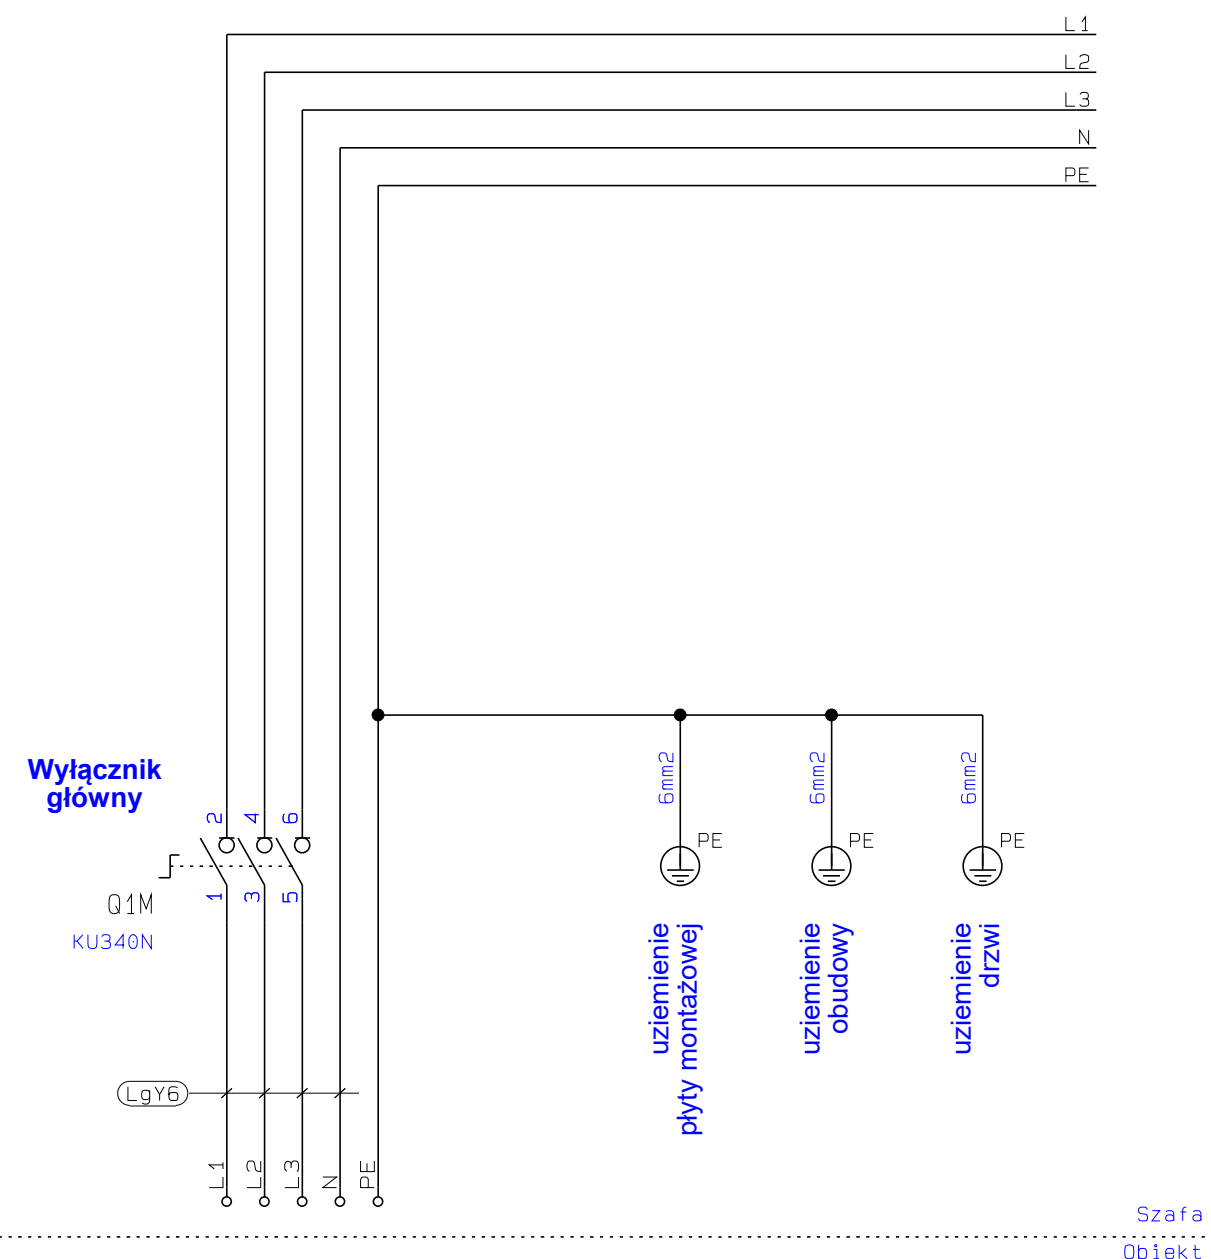 L1
L2
L3
N
PE
Wyłącznik
główny
2
4
6
1
3
5
Q1M
KU340N
6mm2
6mm2
6mm2
PE
PE
PE
uziemienie
płyty montażowej
uziemienie
obudowy
uziemienie
drzwi
LgY6
L1
L2
L3
N
PE
Szafa
Obiekt